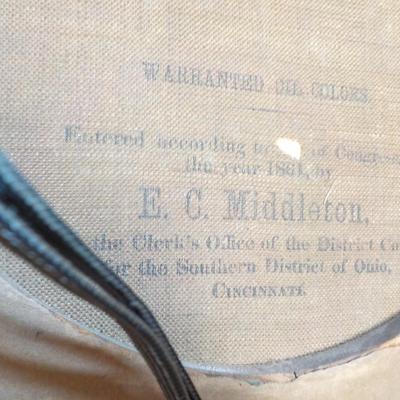 WARRANTED OIL COLORS.
Entered according to of Congress
the year 1861, by
E. C. Middleton,
the Clerk's Office of the District Co
for the Southern District of Ohio,
CINCINNATI.